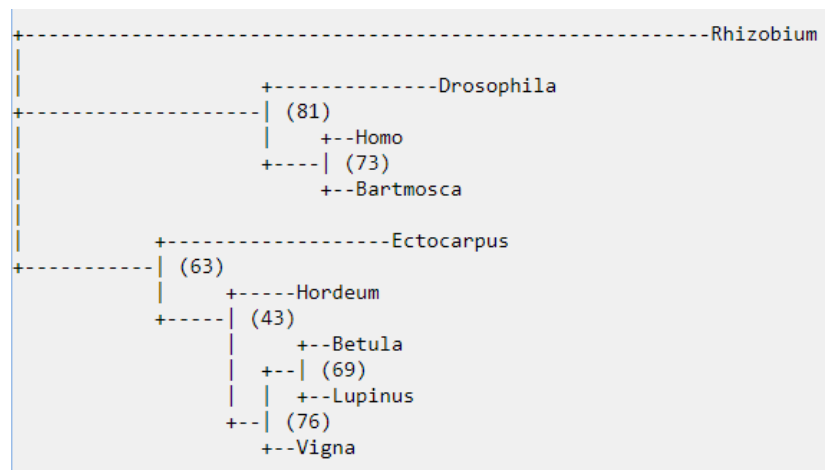 +----------------------------------------------------------Rhizobium
|
|                    +--------------Drosophila
+--------------------| (81)
|                    |    +--Homo
|                    +----| (73)
|                         +--Bartmosca
|
|
|           +-------------------Ectocarpus
+-----------| (63)
            |     +-----Hordeum
            +-----| (43)
                  |     +--Betula
                  |  +--| (69)
                  |  |  +--Lupinus
                  +--| (76)
                     +--Vigna